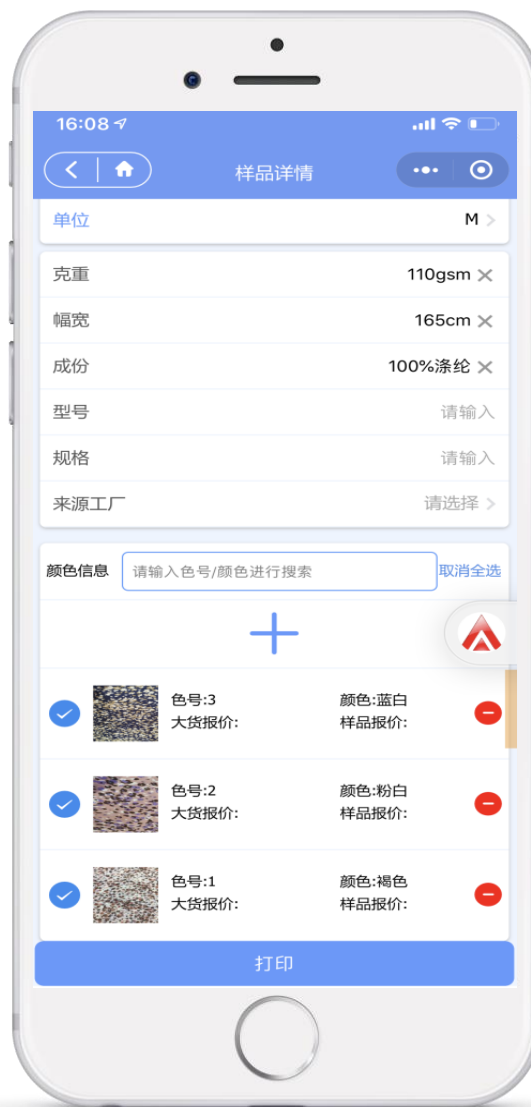 16:08
样品详情
单位 M
克重 110gsm
幅宽 165cm
成份 100%涤纶
型号 请输入
规格 请输入
来源工厂 请选择
颜色信息 请输入色号/颜色进行搜索 取消全选
色号:3 颜色:蓝白
大货报价: 样品报价:
色号:2 颜色:粉白
大货报价: 样品报价:
色号:1 颜色:褐色
大货报价: 样品报价:
打印